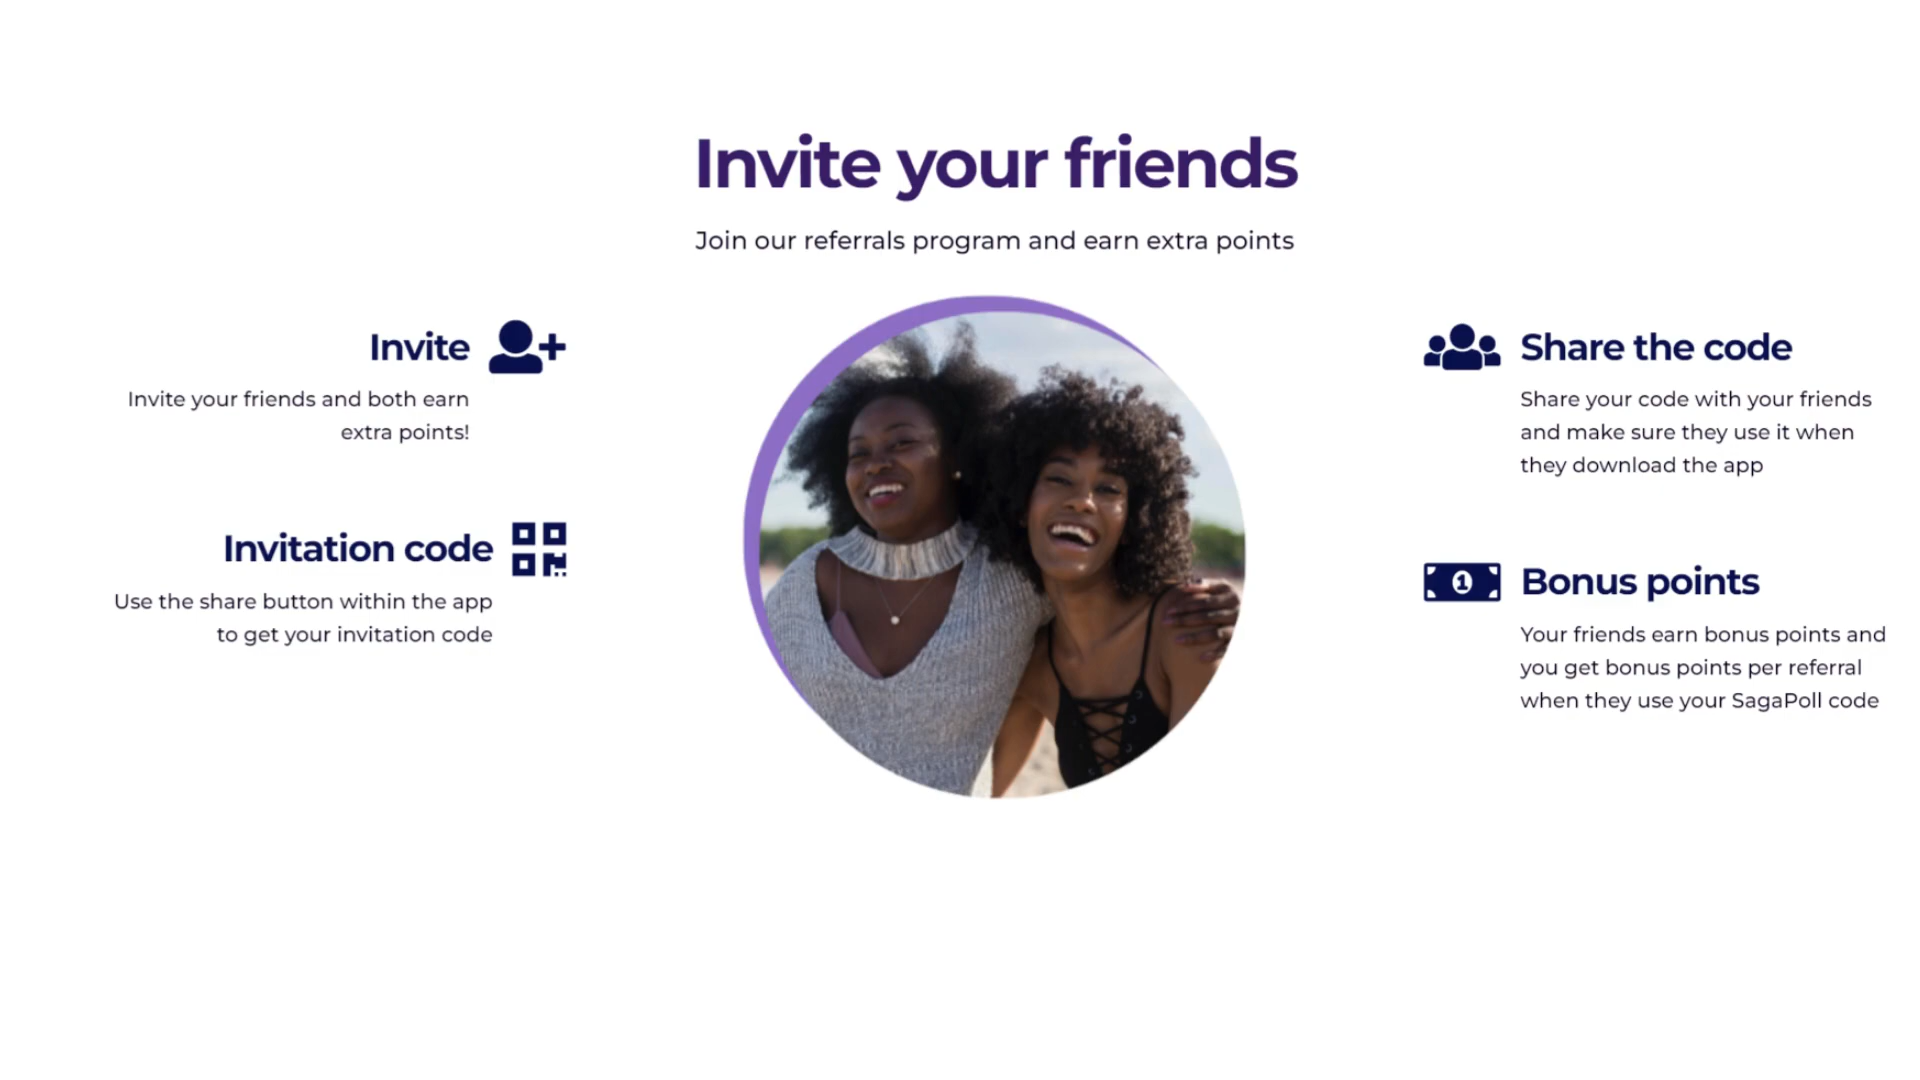 Invite your friends
Join our referrals program and earn extra points
Invite
Invite your friends and both earn
extra points!
Invitation code
Use the share button within the app
to get your invitation code
Share the code
Share your code with your friends
and make sure they use it when
they download the app
1
Bonus points
Your friends earn bonus points and
you get bonus points per referral
when they use your SagaPoll code